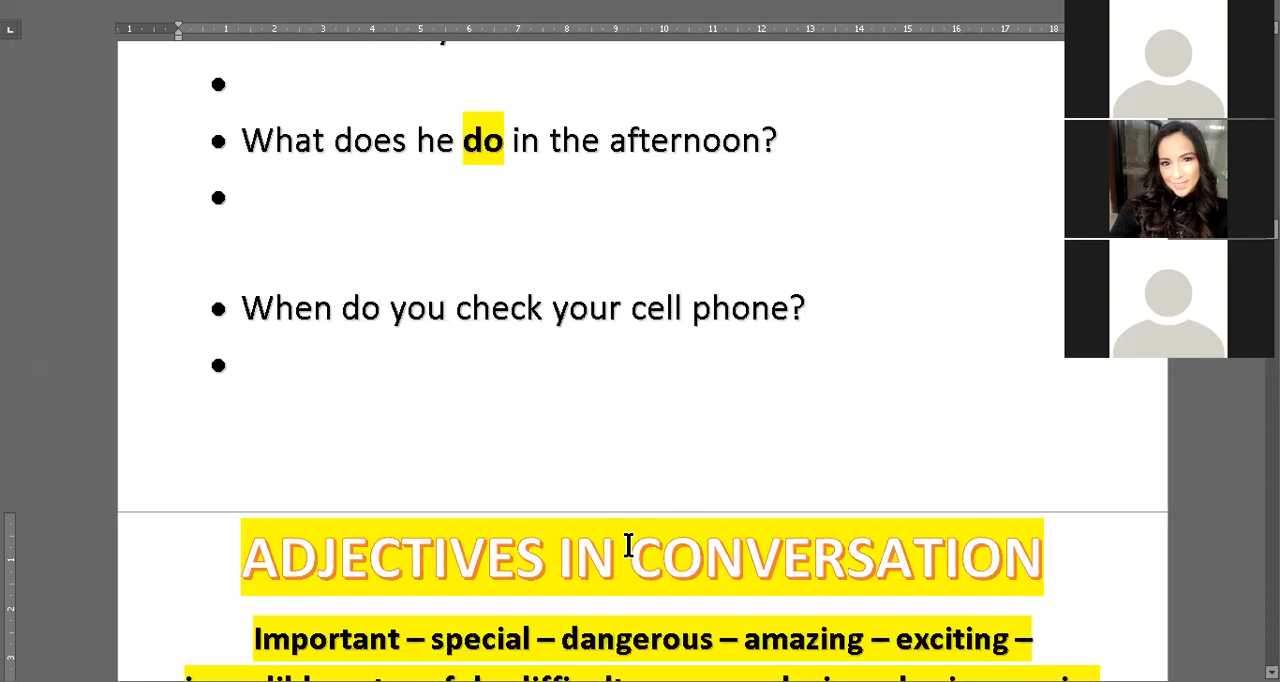 What does he do in the afternoon?
When do you check your cell phone?
ADJECTIVES IN CONVERSATION
Important – special – dangerous – amazing – exciting –